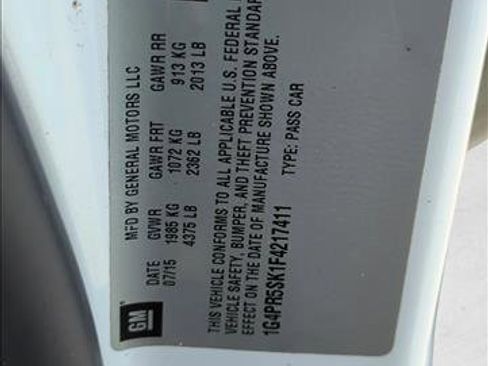 MFD BY GENERAL MOTORS LLC
DATE GVWR GAWR FRT GAWR RR
07/15 1985 KG 1072 KG 913 KG
4375 LB 2362 LB 2013 LB
GM
THIS VEHICLE CONFORMS TO ALL APPLICABLE U.S. FEDERAL
VEHICLE SAFETY, BUMPER, AND THEFT PREVENTION STANDAR
EFFECT ON THE DATE OF MANUFACTURE SHOWN ABOVE.
1G4PR5SK1F4217411 TYPE: PASS CAR